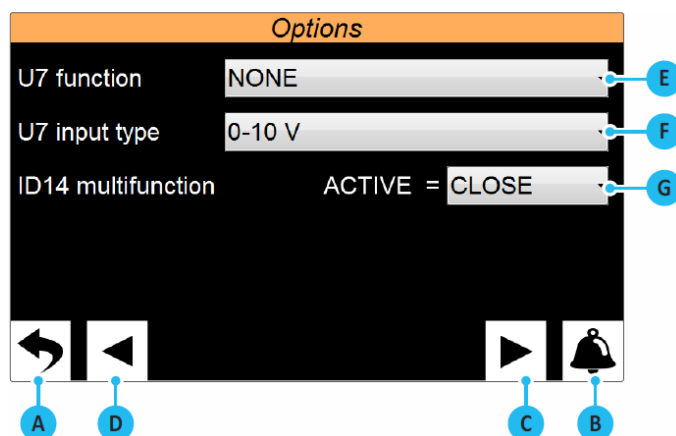 Options
U7 function NONE E
U7 input type 0-10 V F
ID14 multifunction ACTIVE = CLOSE G
A D C B